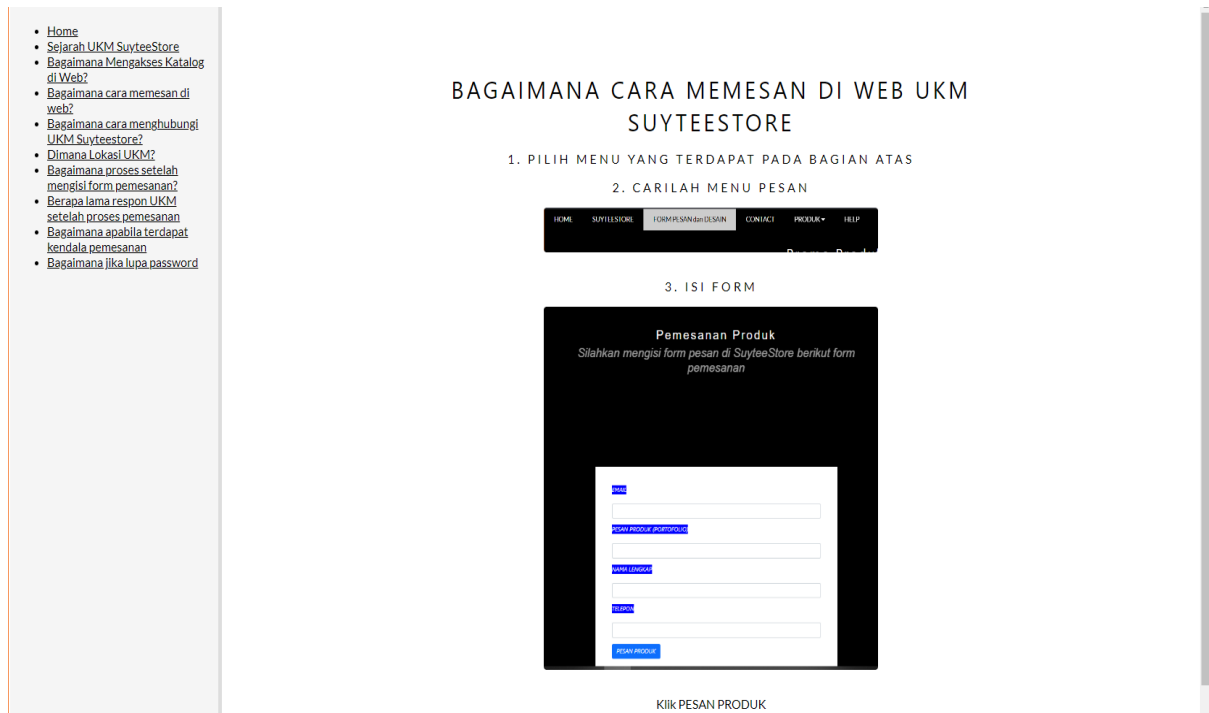 Home
Sejarah UKM SuyteeStore
Bagaimana Mengakses Katalog
di Web?
Bagaimana cara memesan di
web?
Bagaimana cara menghubungi
UKM Suyteestore?
Dimana Lokasi UKM?
Bagaimana proses setelah
mengisi form pemesanan?
Berapa lama respon UKM
setelah proses pemesanan
Bagaimana apabila terdapat
kendala pemesanan
Bagaimana jika lupa password
BAGAIMANA CARA MEMESAN DI WEB UKM
SUYTEESTORE
1. PILIH MENU YANG TERDAPAT PADA BAGIAN ATAS
2. CARILAH MENU PESAN
HOME SUYTEESTORE FORM PESAN dan DESAIN CONTACT PRODUK HELP
3. ISI FORM
Pemesanan Produk
Silahkan mengisi form pesan di SuyteeStore berikut form
pemesanan
EMAIL
PESAN PRODUK (PORTOFOLIO)
NAMA LENGKAP
TELEPON
PESAN PRODUK
Klik PESAN PRODUK